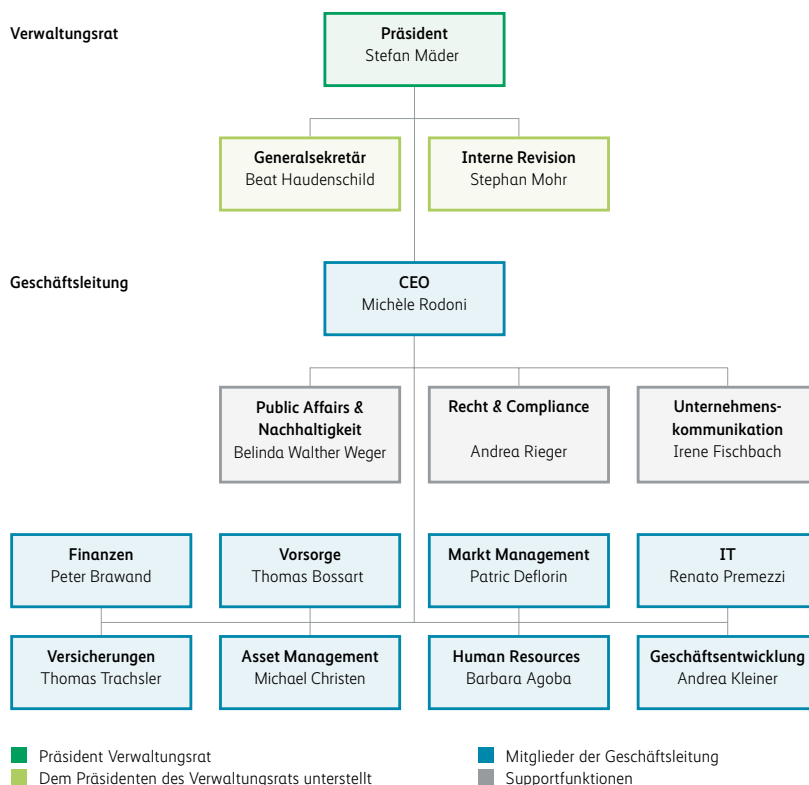 Verwaltungsrat
Präsident
Stefan Mäder
Generalsekretär
Beat Haudenschild
Interne Revision
Stephan Mohr
Geschäftsleitung
CEO
Michèle Rodoni
Public Affairs &
Nachhaltigkeit
Belinda Walther Weger
Recht & Compliance
Andrea Rieger
Unternehmens-
kommunikation
Irene Fischbach
Finanzen
Peter Brawand
Vorsorge
Thomas Bossart
Markt Management
Patric Deflorin
IT
Renato Premezzi
Versicherungen
Thomas Trachsler
Asset Management
Michael Christen
Human Resources
Barbara Agoba
Geschäftsentwicklung
Andrea Kleiner
Präsident Verwaltungsrat
Dem Präsidenten des Verwaltungsrats unterstellt
Mitglieder der Geschäftsleitung
Supportfunktionen